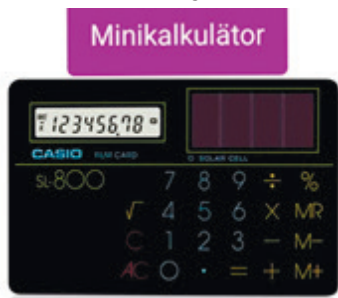 Minikalkulátor
12345678
CASIO FILM CARD
SOLAR CELL
SL-800
7 8 9 ÷ %
√ 4 5 6 × MR
C 1 2 3 − M−
AC 0 · = + M+